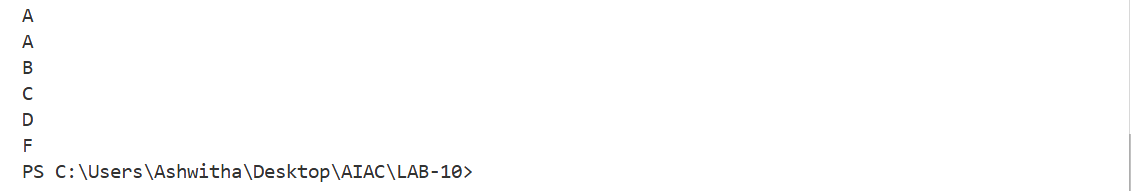 A
A
B
C
D
F
PS C:\Users\Ashwitha\Desktop\AIAC\LAB-10>